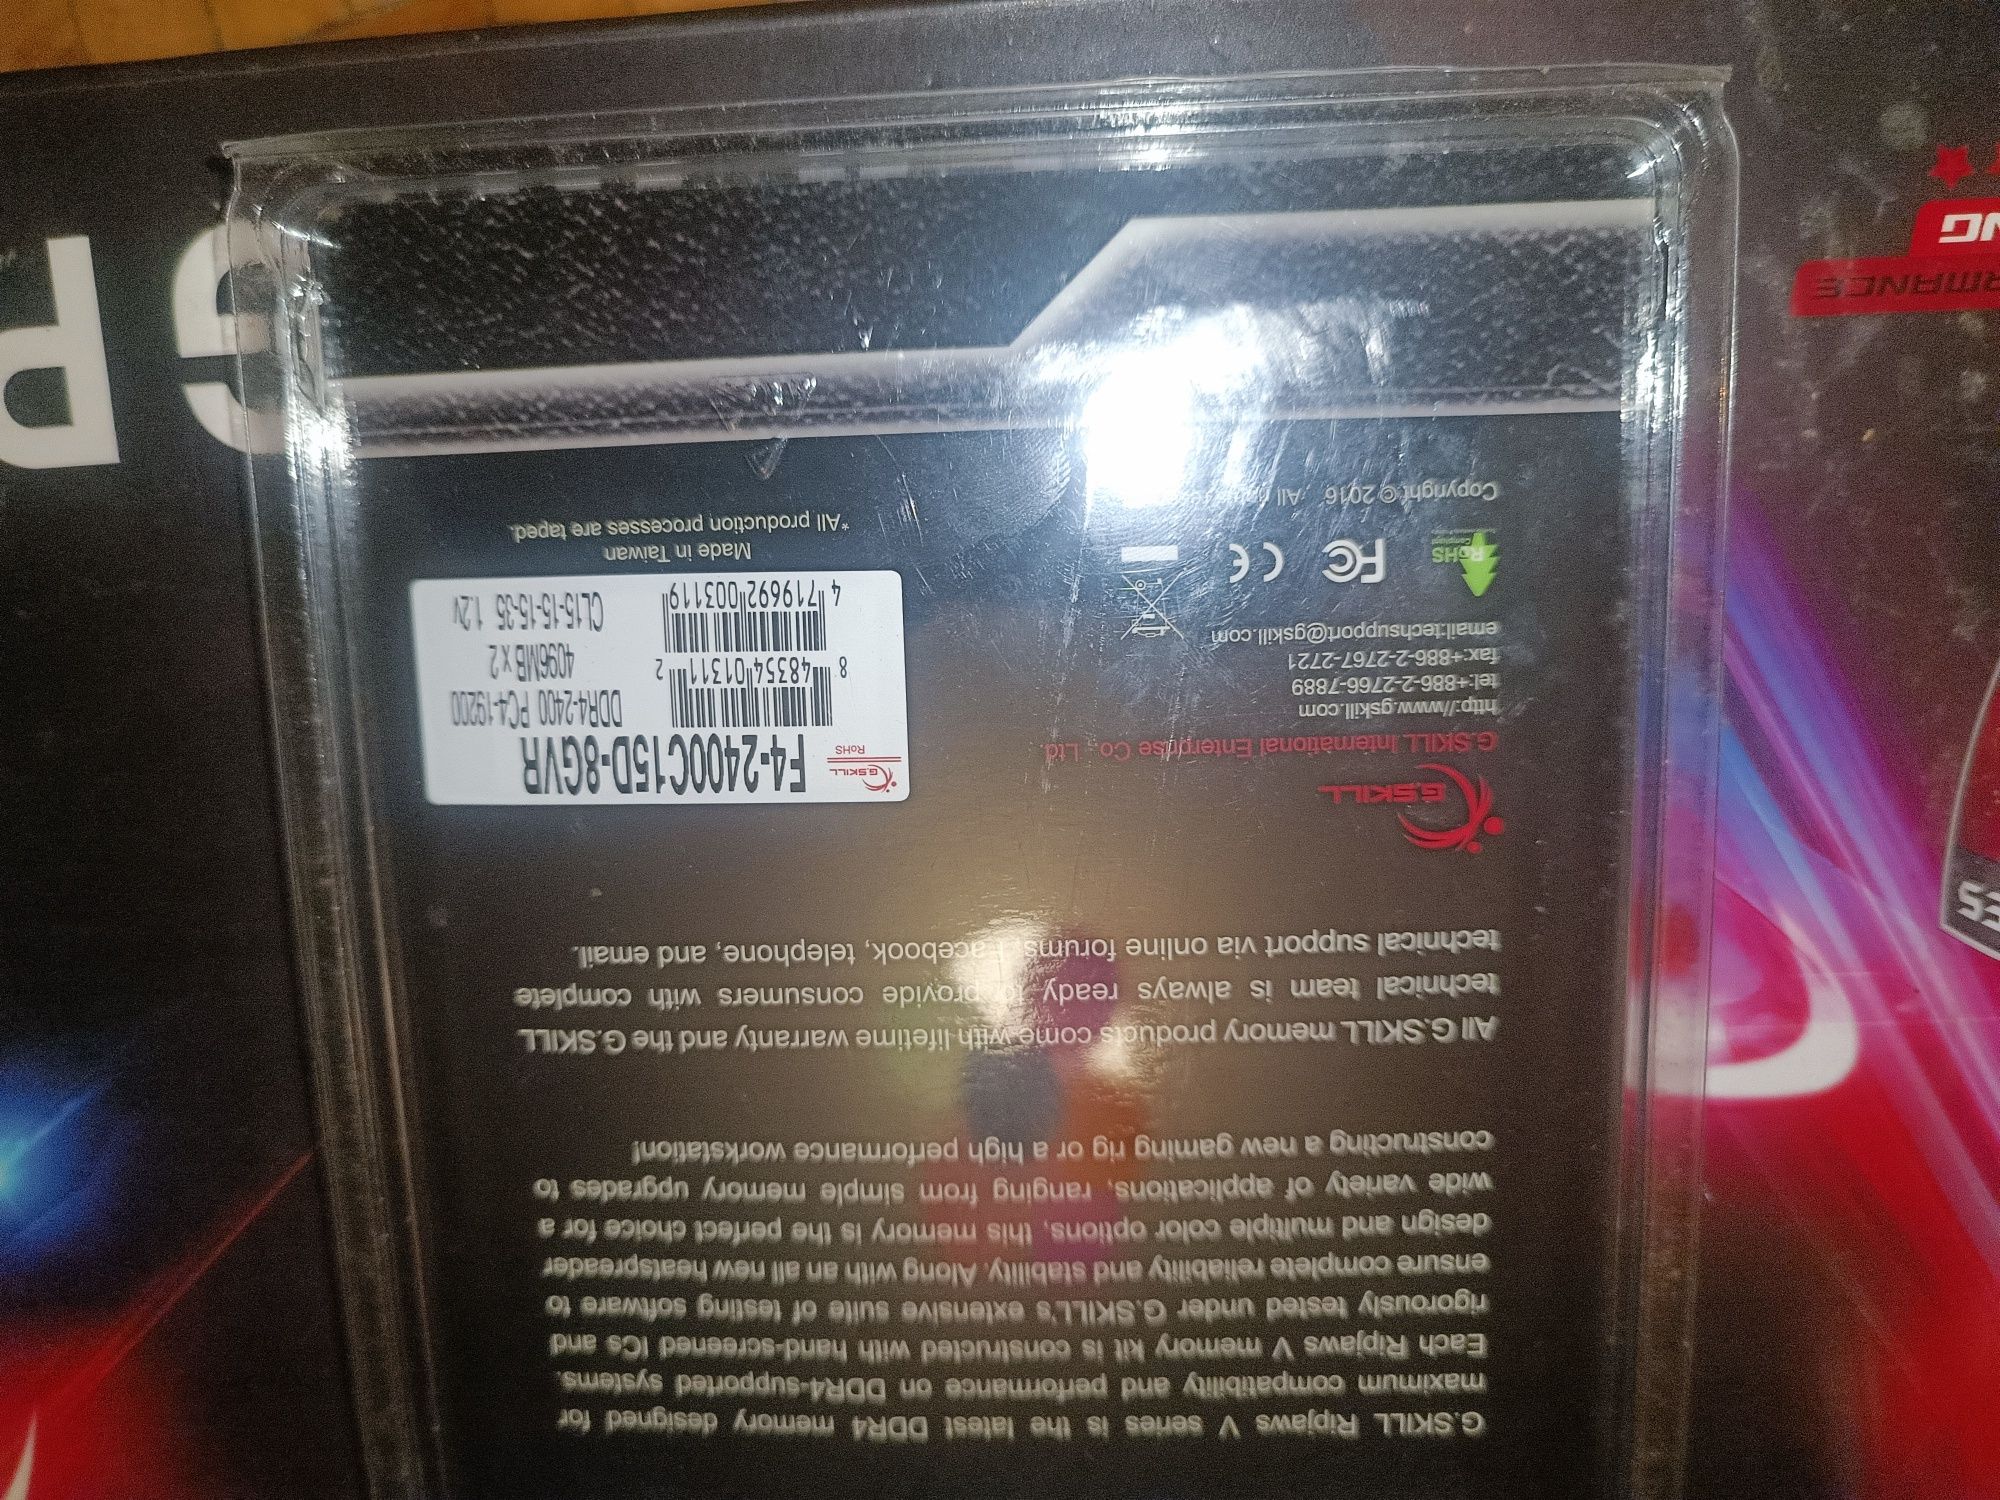 G.SKILL Ripjaws V series is the latest DDR4 memory designed for
maximum compatibility and performance on DDR4-supported systems.
Each Ripjaws V memory kit is constructed with hand-screened ICs and
rigorously tested under G.SKILL's extensive suite of testing software to
ensure complete reliability and stability. Along with an all new heatspreader
design and multiple color options, this memory is the perfect choice for a
wide variety of applications, ranging from simple memory upgrades to
constructing a new gaming rig or a high performance workstation!
All G.SKILL memory products come with lifetime warranty and the G.SKILL
technical team is always ready to provide consumers with complete
technical support via online forums, Facebook, telephone, and email.
G.SKILL
G.SKILL International Enterprise Co., Ltd
http://www.gskill.com
tel:+886-2-2766-7889
fax:+886-2-2767-2721
email:techsupport@gskill.com
RoHS
FC CE
Copyright © 2016 All
G.SKILL
RoHS
F4-2400C15D-8GVR
DDR4-2400 PC4-19200
4096MB x 2
CL15-15-15-35 1.2v
8 48354 01311 2
4 719692 003119
Made in Taiwan
*All production processes are taped.